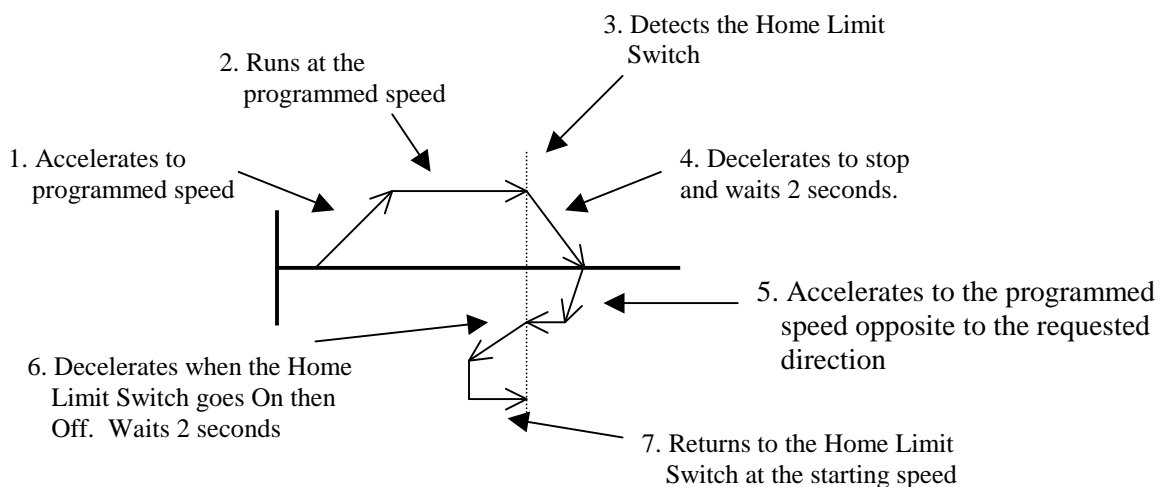 1. Accelerates to
programmed speed
2. Runs at the
programmed speed
3. Detects the Home Limit
Switch
4. Decelerates to stop
and waits 2 seconds.
5. Accelerates to the programmed
speed opposite to the requested
direction
6. Decelerates when the Home
Limit Switch goes On then
Off. Waits 2 seconds
7. Returns to the Home Limit
Switch at the starting speed